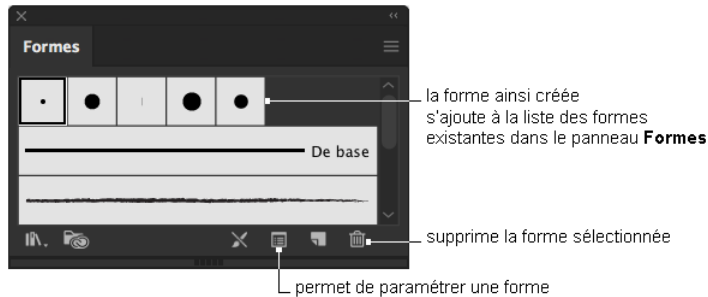 Formes
la forme ainsi créée
s'ajoute à la liste des formes
existantes dans le panneau Formes
De base
supprime la forme sélectionnée
permet de paramétrer une forme